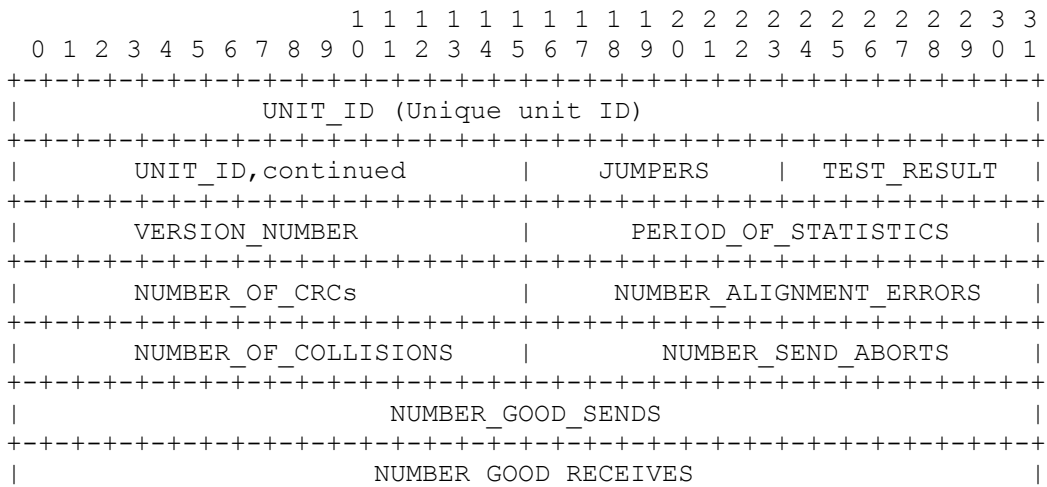 1 1 1 1 1 1 1 1 1 1 2 2 2 2 2 2 2 2 2 2 3 3
 0 1 2 3 4 5 6 7 8 9 0 1 2 3 4 5 6 7 8 9 0 1 2 3 4 5 6 7 8 9 0 1
+-+-+-+-+-+-+-+-+-+-+-+-+-+-+-+-+-+-+-+-+-+-+-+-+-+-+-+-+-+-+-+-+
|               UNIT_ID (Unique unit ID)                        |
+-+-+-+-+-+-+-+-+-+-+-+-+-+-+-+-+-+-+-+-+-+-+-+-+-+-+-+-+-+-+-+-+
|       UNIT_ID,continued       |    JUMPERS    |  TEST_RESULT  |
+-+-+-+-+-+-+-+-+-+-+-+-+-+-+-+-+-+-+-+-+-+-+-+-+-+-+-+-+-+-+-+-+
|       VERSION_NUMBER          |      PERIOD_OF_STATISTICS     |
+-+-+-+-+-+-+-+-+-+-+-+-+-+-+-+-+-+-+-+-+-+-+-+-+-+-+-+-+-+-+-+-+
|       NUMBER_OF_CRCs          |     NUMBER_ALIGNMENT_ERRORS   |
+-+-+-+-+-+-+-+-+-+-+-+-+-+-+-+-+-+-+-+-+-+-+-+-+-+-+-+-+-+-+-+-+
|       NUMBER_OF_COLLISIONS    |        NUMBER_SEND_ABORTS     |
+-+-+-+-+-+-+-+-+-+-+-+-+-+-+-+-+-+-+-+-+-+-+-+-+-+-+-+-+-+-+-+-+
|                       NUMBER_GOOD_SENDS                       |
+-+-+-+-+-+-+-+-+-+-+-+-+-+-+-+-+-+-+-+-+-+-+-+-+-+-+-+-+-+-+-+-+
|                      NUMBER GOOD RECEIVES                     |